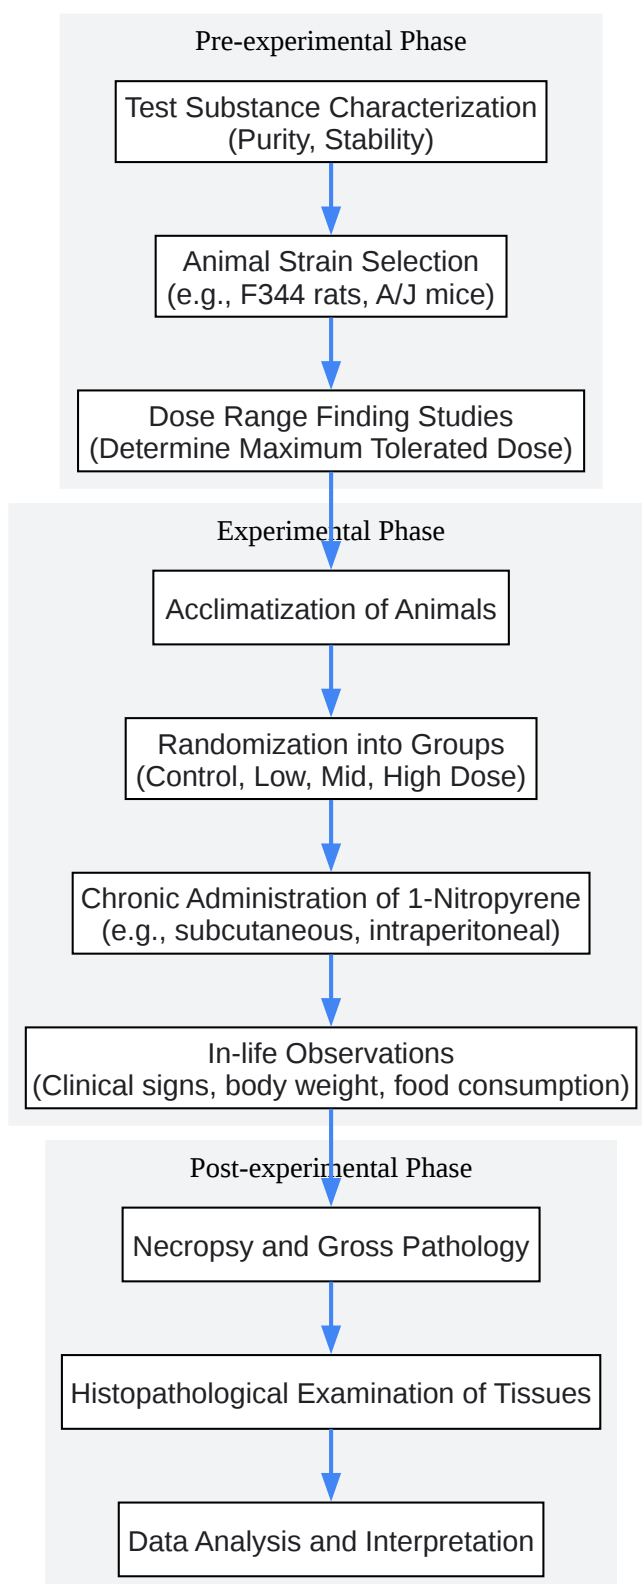 Pre-experimental Phase
Test Substance Characterization
(Purity, Stability)
Animal Strain Selection
(e.g., F344 rats, A/J mice)
Dose Range Finding Studies
(Determine Maximum Tolerated Dose)
Experimental Phase
Acclimatization of Animals
Randomization into Groups
(Control, Low, Mid, High Dose)
Chronic Administration of 1-Nitropyrene
(e.g., subcutaneous, intraperitoneal)
In-life Observations
(Clinical signs, body weight, food consumption)
Post-experimental Phase
Necropsy and Gross Pathology
Histopathological Examination of Tissues
Data Analysis and Interpretation